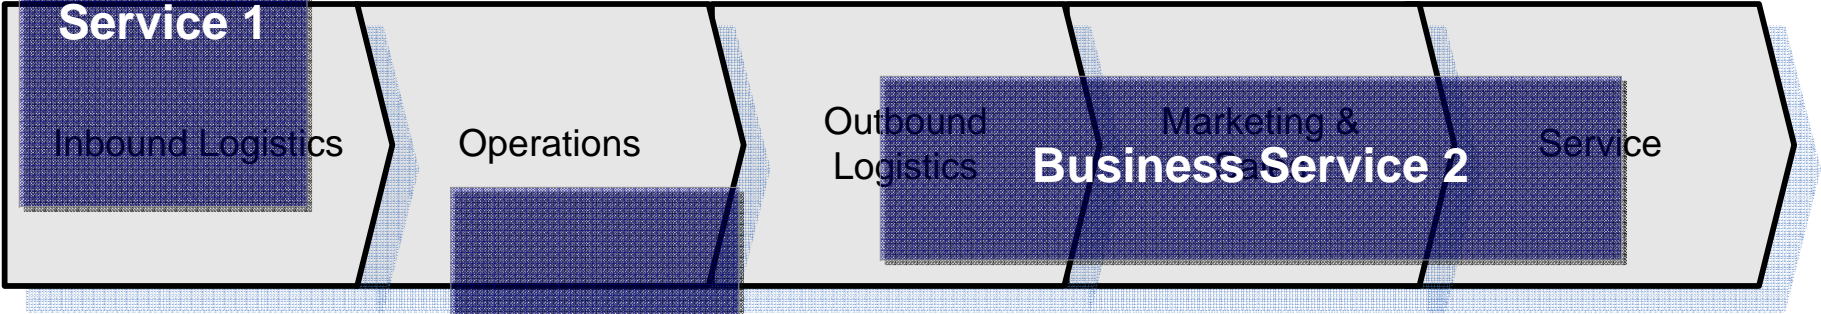 Service 1
Inbound Logistics
Operations
Outbound
Logistics
Marketing &
Service
Business Service 2